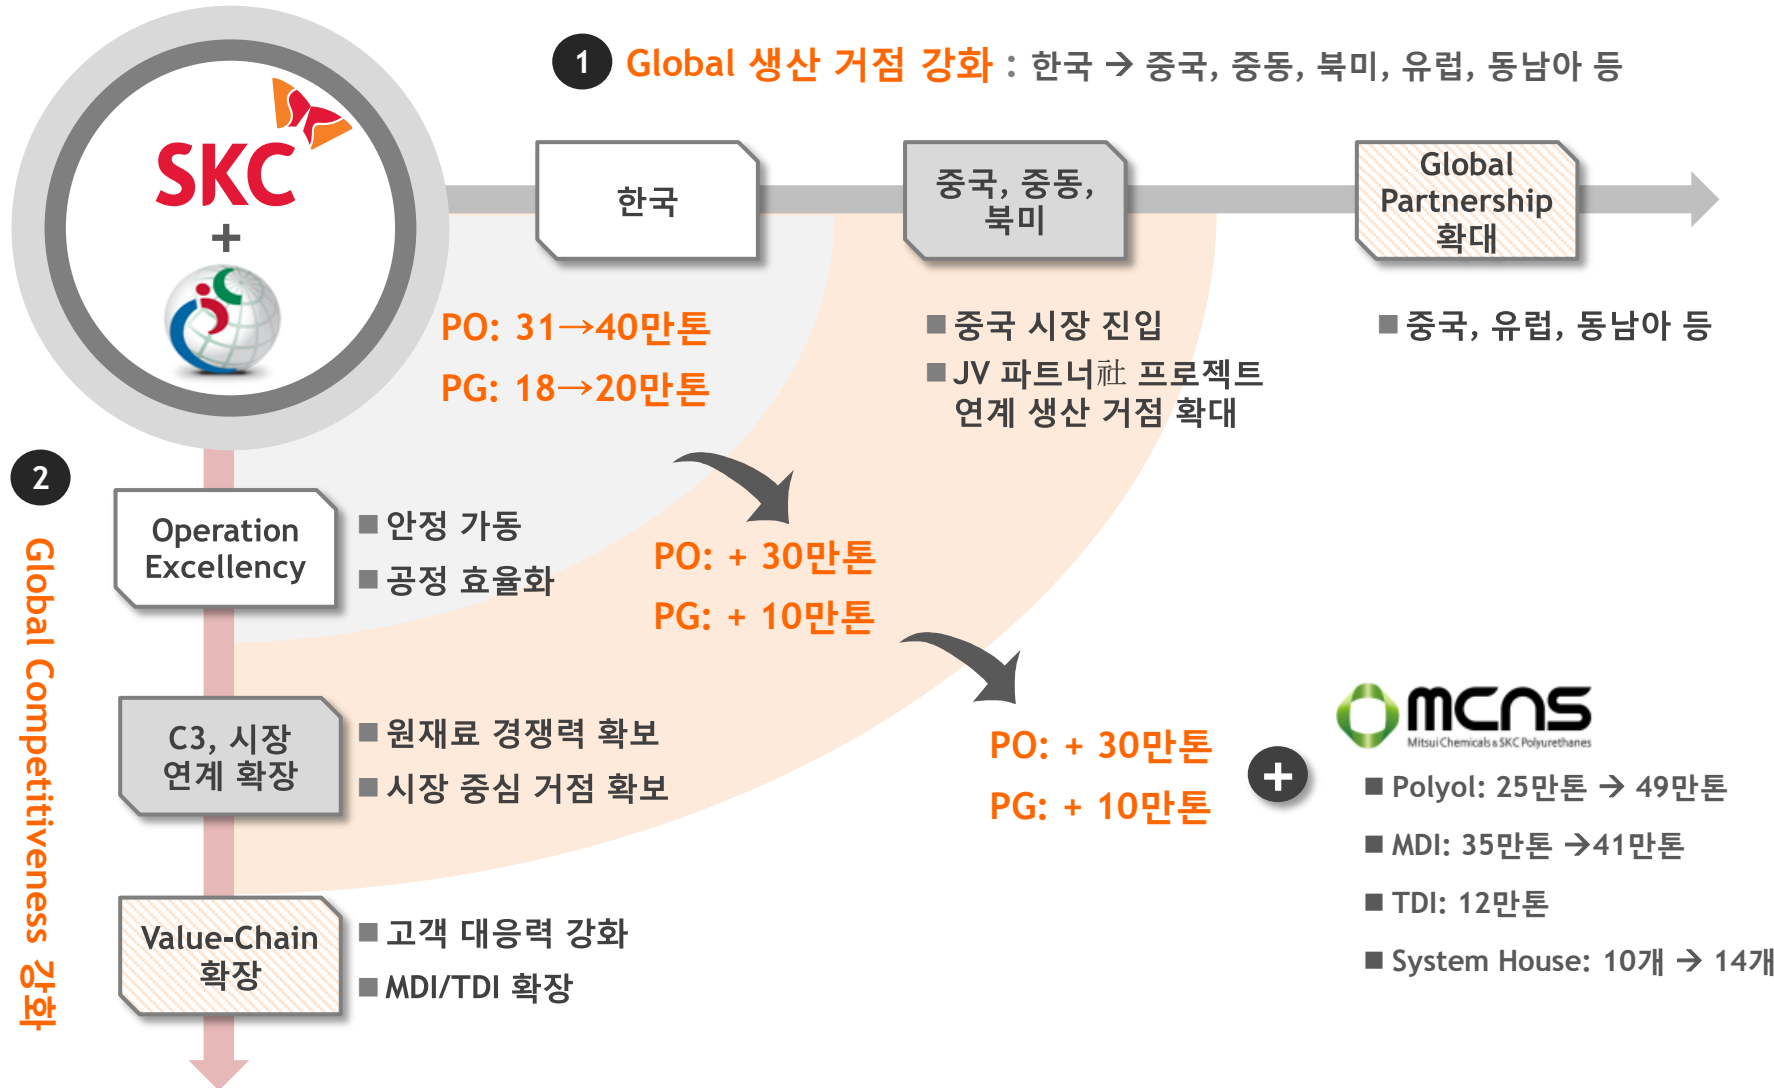 1 Global 생산 거점 강화 : 한국 → 중국, 중동, 북미, 유럽, 동남아 등
SKC
+
한국
중국, 중동,
북미
Global
Partnership
확대
PO: 31→40만톤
PG: 18→20만톤
■ 중국 시장 진입
■ JV 파트너社 프로젝트
연계 생산 거점 확대
■ 중국, 유럽, 동남아 등
2
Global Competitiveness 강화
Operation
Excellency
■ 안정 가동
■ 공정 효율화
PO: + 30만톤
PG: + 10만톤
C3, 시장
연계 확장
■ 원재료 경쟁력 확보
■ 시장 중심 거점 확보
PO: + 30만톤
PG: + 10만톤
+
mcns
Mitsui Chemicals & SKC Polyurethanes
■ Polyol: 25만톤 → 49만톤
■ MDI: 35만톤 →41만톤
■ TDI: 12만톤
■ System House: 10개 → 14개
Value-Chain
확장
■ 고객 대응력 강화
■ MDI/TDI 확장